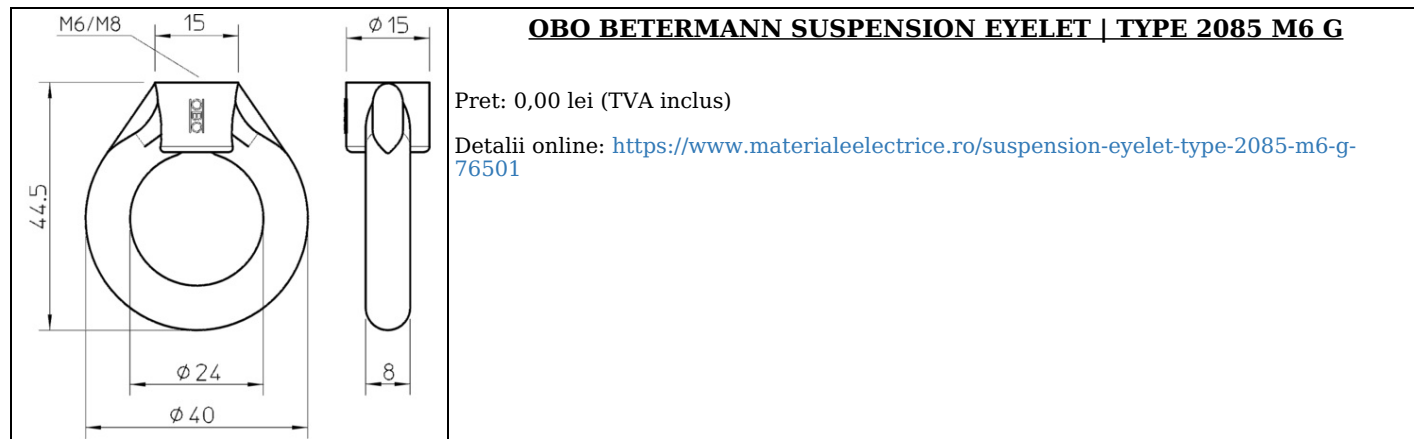 M6/M8
15
φ 15
OBO
44.5
φ 24
8
φ 40
OBO BETERMANN SUSPENSION EYELET | TYPE 2085 M6 G
Pret: 0,00 lei (TVA inclus)
Detalii online: https://www.materialeelectrice.ro/suspension-eyelet-type-2085-m6-g-
76501